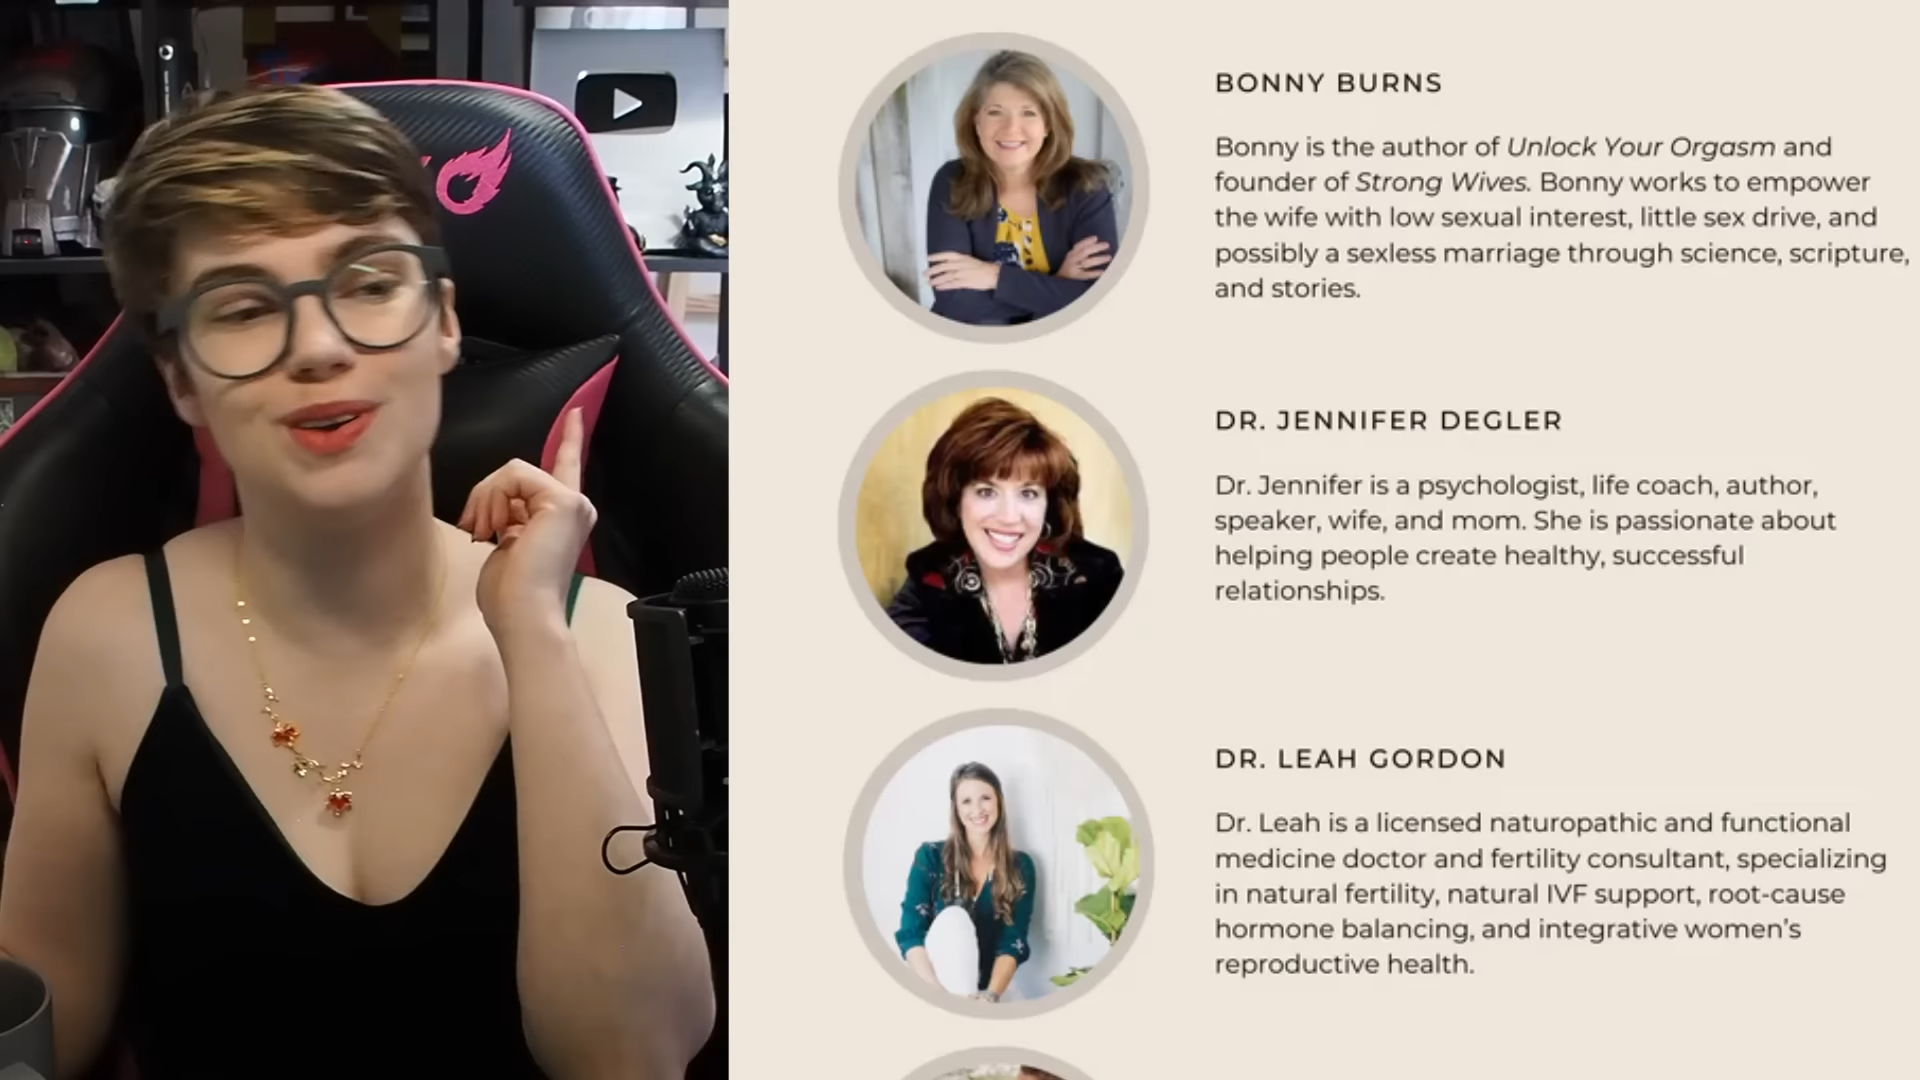 BONNY BURNS
Bonny is the author of Unlock Your Orgasm and
founder of Strong Wives. Bonny works to empower
the wife with low sexual interest, little sex drive, and
possibly a sexless marriage through science, scripture,
and stories.
DR. JENNIFER DEGLER
Dr. Jennifer is a psychologist, life coach, author,
speaker, wife, and mom. She is passionate about
helping people create healthy, successful
relationships.
DR. LEAH GORDON
Dr. Leah is a licensed naturopathic and functional
medicine doctor and fertility consultant, specializing
in natural fertility, natural IVF support, root-cause
hormone balancing, and integrative women's
reproductive health.